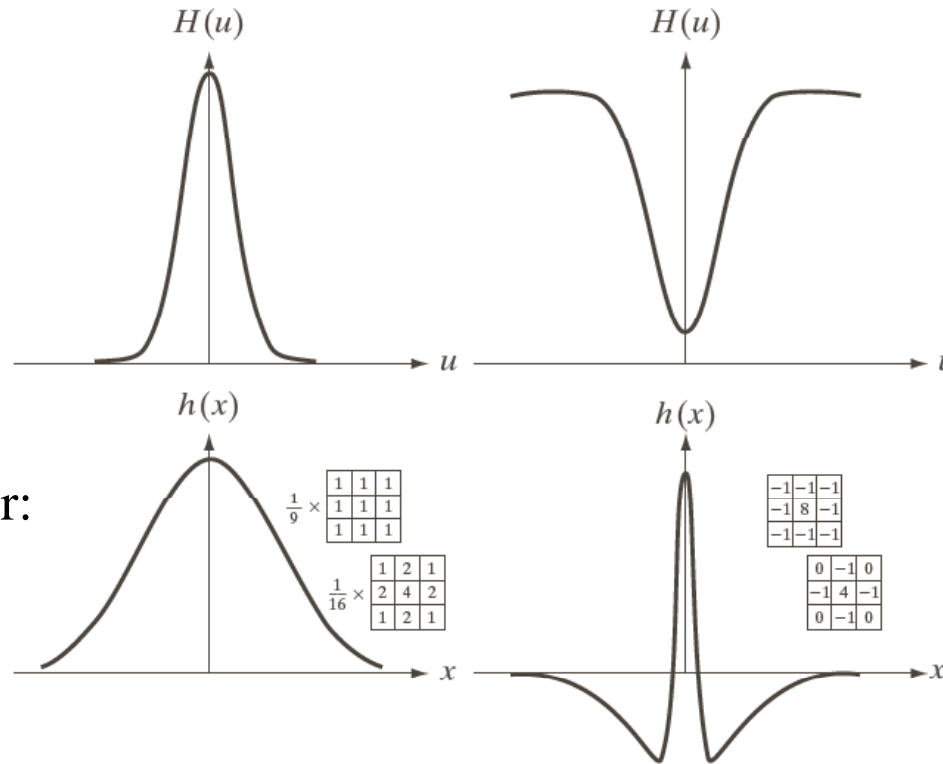 H(u)
H(u)
u
h(x)
h(x)
r:
1/9 ×
1 1 1
1 1 1
1 1 1
1/16 ×
1 2 1
2 4 2
1 2 1
x
-1 -1 -1
-1 8 -1
-1 -1 -1
0 -1 0
-1 4 -1
0 -1 0
x